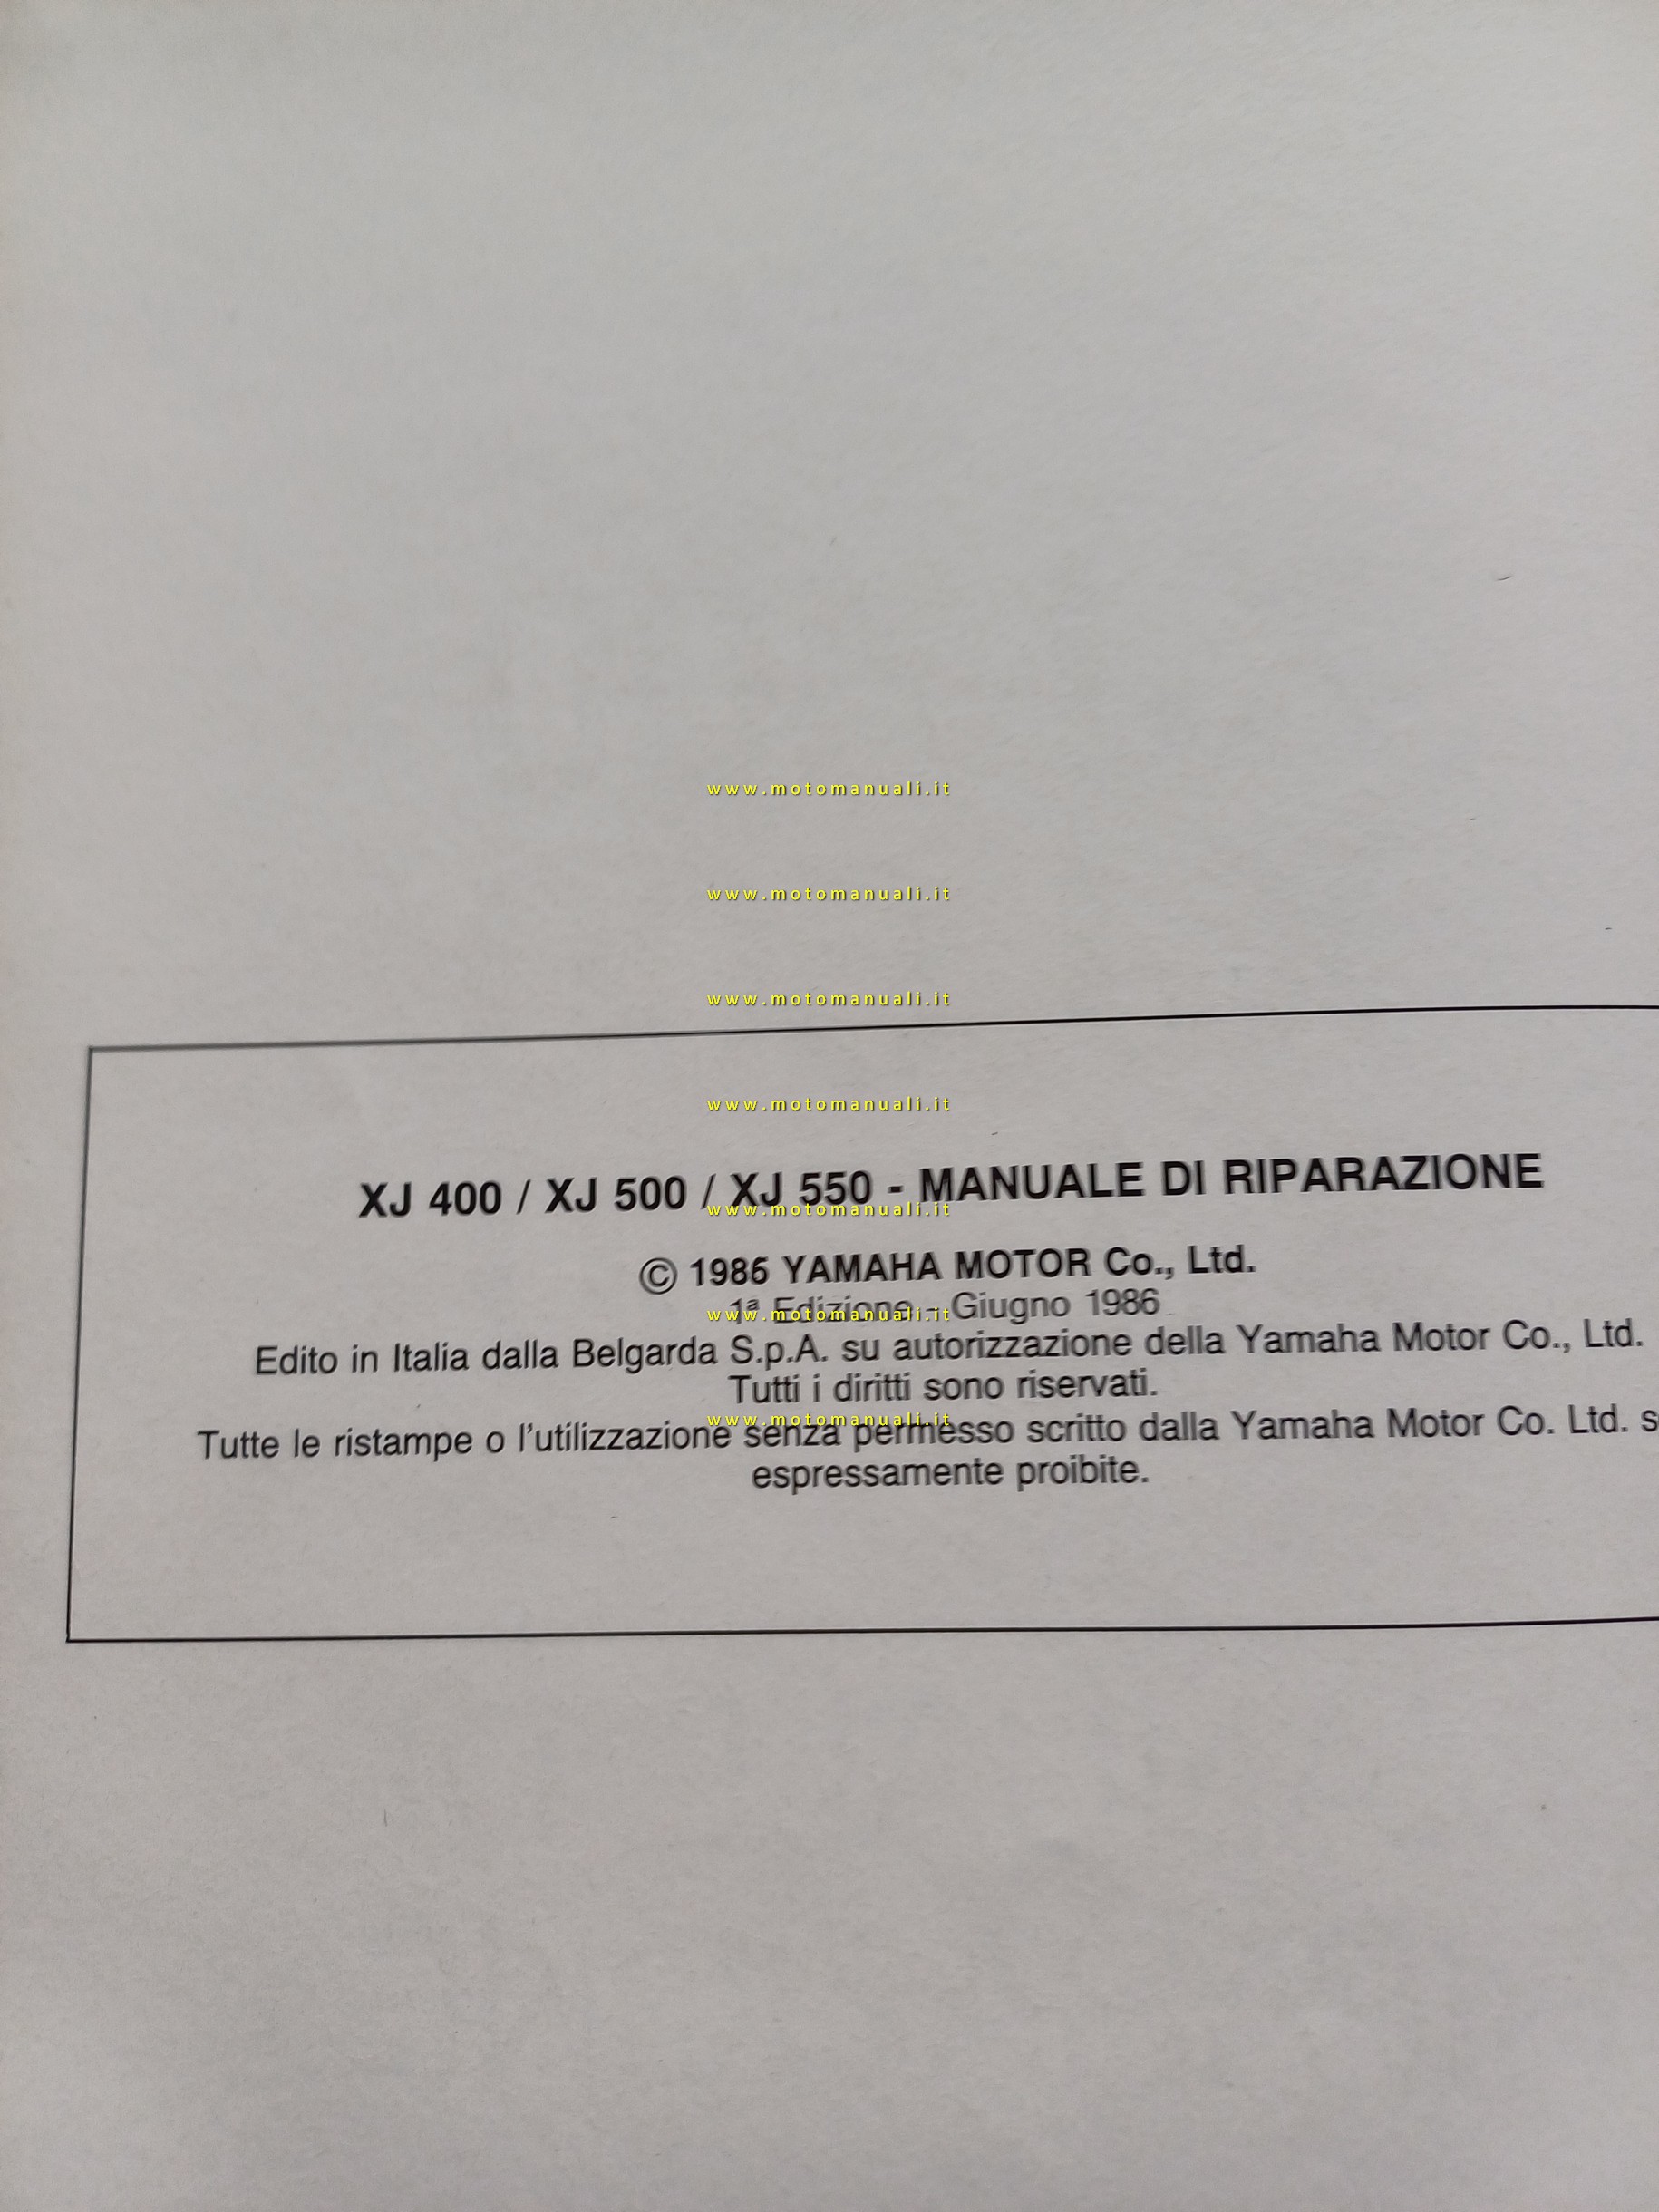 www.motomanuali.it
www.motomanuali.it
www.motomanuali.it
www.motomanuali.it
XJ 400 / XJ 500 / XJ 550 - MANUALE DI RIPARAZIONE
www.motomanuali.it
© 1986 YAMAHA MOTOR Co., Ltd.
1ª Edizione - Giugno 1986
www.motomanuali.it
Edito in Italia dalla Belgarda S.p.A. su autorizzazione della Yamaha Motor Co., Ltd.
Tutti i diritti sono riservati.
www.motomanuali.it
Tutte le ristampe o l'utilizzazione senza permesso scritto dalla Yamaha Motor Co. Ltd. s
espressamente proibite.